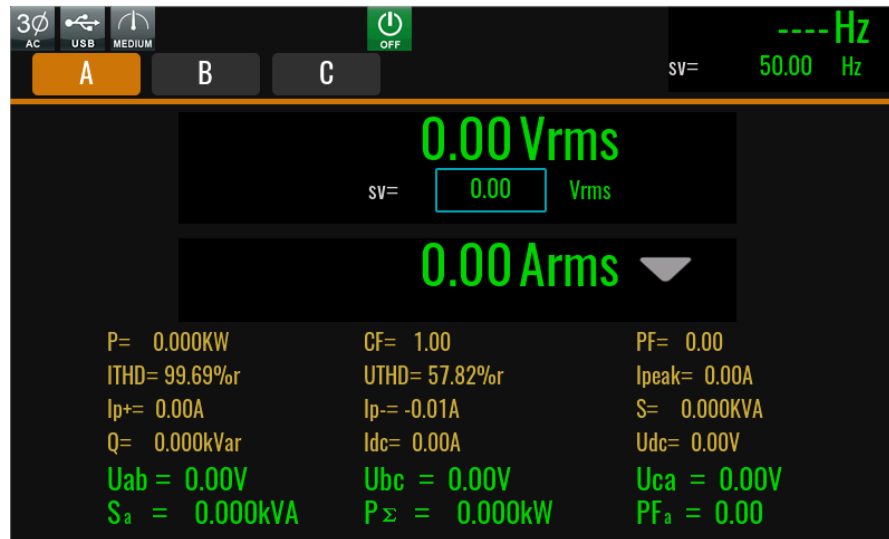 3Ø AC USB MEDIUM OFF ----Hz
A B C sv= 50.00 Hz
0.00 Vrms
sv= 0.00 Vrms
0.00 Arms
P= 0.000KW CF= 1.00 PF= 0.00
ITHD= 99.69%r UTHD= 57.82%r Ipeak= 0.00A
Ip+= 0.00A Ip-= -0.01A S= 0.000KVA
Q= 0.000kVar Idc= 0.00A Udc= 0.00V
Uab = 0.00V Ubc = 0.00V Uca = 0.00V
Sa = 0.000kVA PΣ = 0.000kW PFa = 0.00